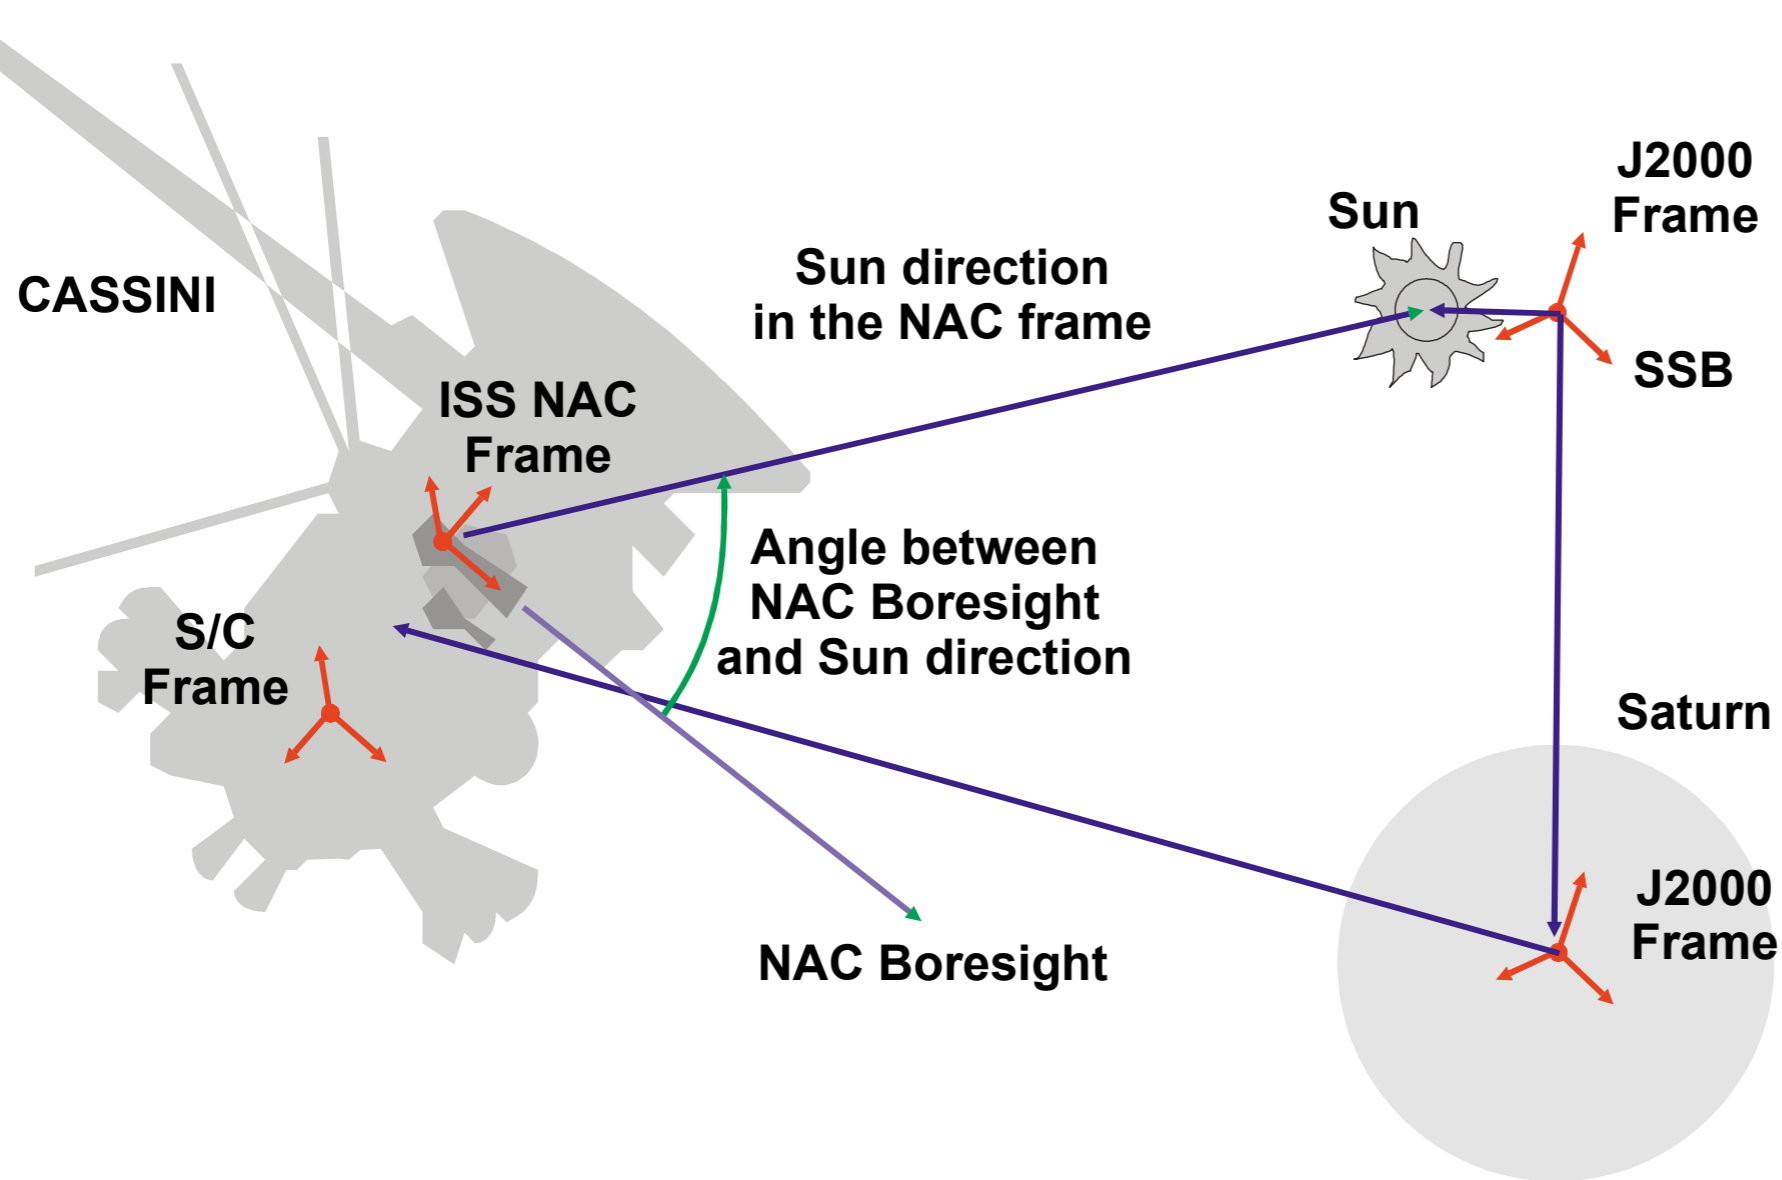 J2000
Frame
Sun
Sun direction
in the NAC frame
CASSINI
SSB
ISS NAC
Frame
Angle between
NAC Boresight
and Sun direction
S/C
Frame
Saturn
J2000
Frame
NAC Boresight